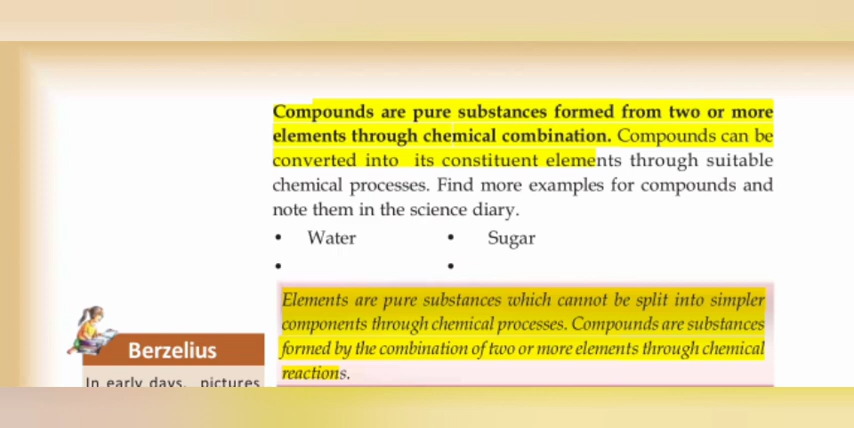 Compounds are pure substances formed from two or more
elements through chemical combination. Compounds can be
converted into its constituent elements through suitable
chemical processes. Find more examples for compounds and
note them in the science diary.
• Water • Sugar
• •
Elements are pure substances which cannot be split into simpler
components through chemical processes. Compounds are substances
formed by the combination of two or more elements through chemical
reactions.
Berzelius
In early days, pictures